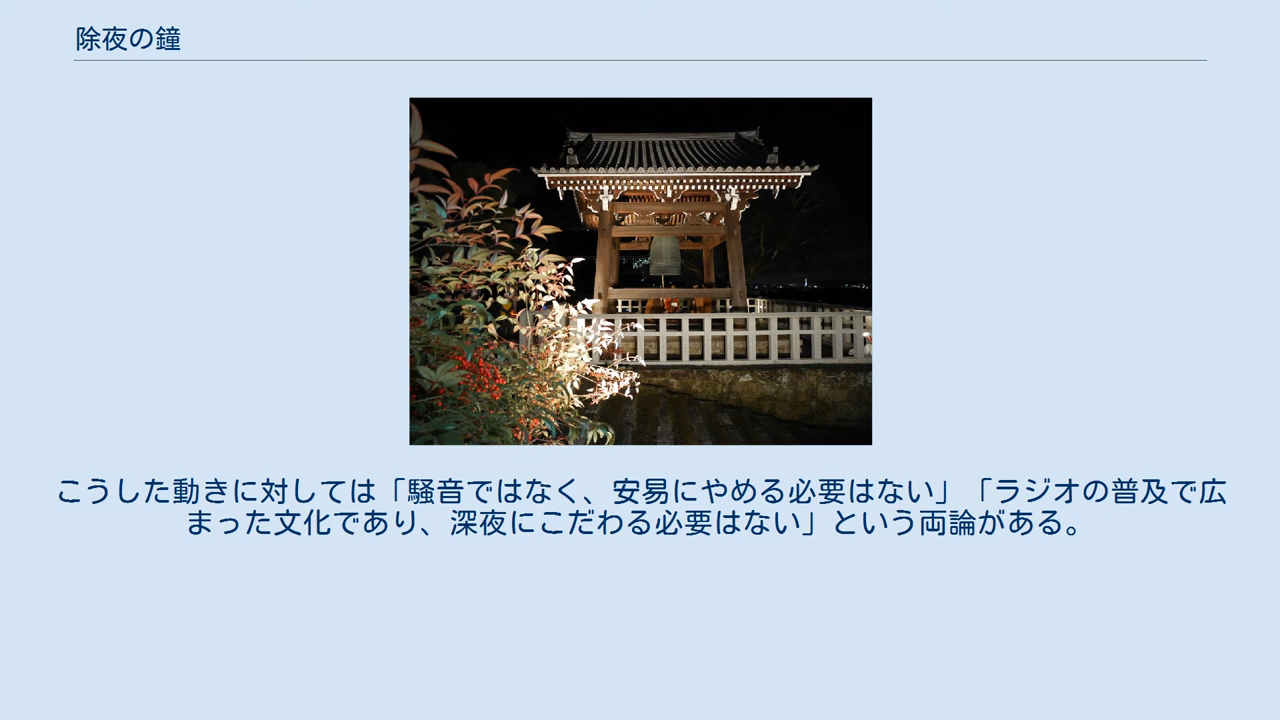 除夜の鐘
こうした動きに対しては「騒音ではなく、安易にやめる必要はない」「ラジオの普及で広
まった文化であり、深夜にこだわる必要はない」という両論がある。